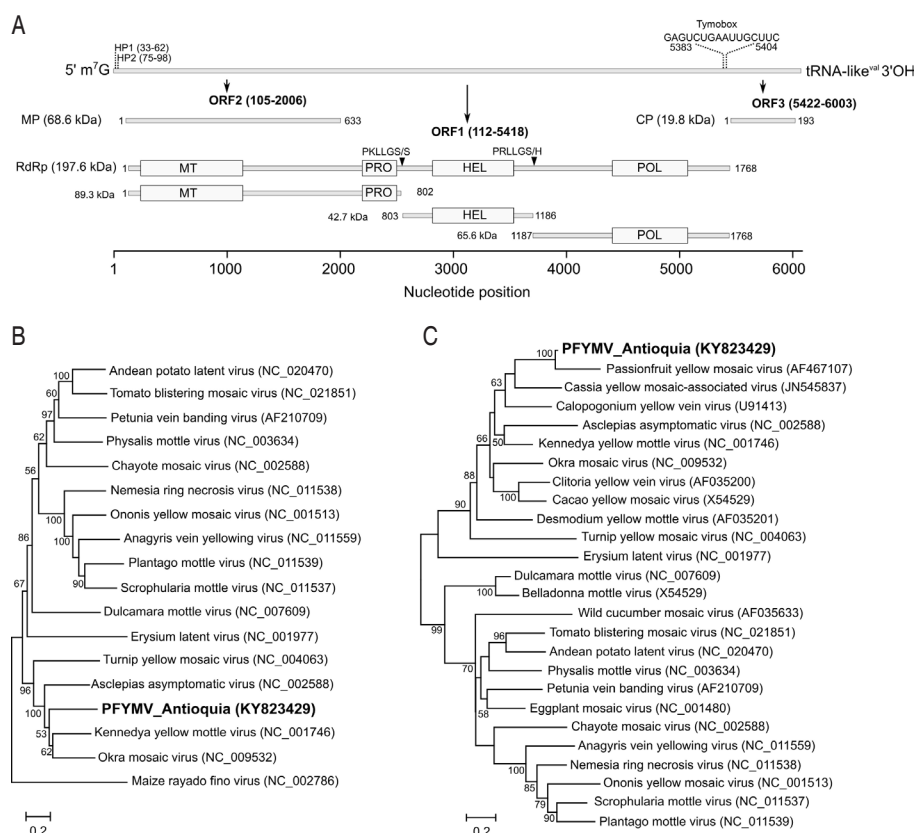 A
HP1 (33-62)
HP2 (75-98)
Tymobox
GAGUCUGAAUUGCUUC
5383 5404
5' m7G
tRNA-likeval 3'OH
ORF2 (105-2006)
ORF3 (5422-6003)
MP (68.6 kDa) 1 633
CP (19.8 kDa) 1 193
ORF1 (112-5418)
PKLLGS/S PRLLGS/H
RdRp (197.6 kDa) 1 MT PRO HEL POL 1768
89.3 kDa 1 MT PRO 802
42.7 kDa 803 HEL 1186
65.6 kDa 1187 POL 1768
1 1000 2000 3000 4000 5000 6000
Nucleotide position
B
Andean potato latent virus (NC_020470)
100
Tomato blistering mosaic virus (NC_021851)
60
Petunia vein banding virus (AF210709)
97
Physalis mottle virus (NC_003634)
62
Chayote mosaic virus (NC_002588)
56
Nemesia ring necrosis virus (NC_011538)
Ononis yellow mosaic virus (NC_001513)
100
Anagyris vein yellowing virus (NC_011559)
100
Plantago mottle virus (NC_011539)
90
Scrophularia mottle virus (NC_011537)
86
Dulcamara mottle virus (NC_007609)
67
Erysium latent virus (NC_001977)
Turnip yellow mosaic virus (NC_004063)
96
Asclepias asymptomatic virus (NC_002588)
100
PFYMV_Antioquia (KY823429)
53
Kennedya yellow mottle virus (NC_001746)
62
Okra mosaic virus (NC_009532)
Maize rayado fino virus (NC_002786)
0.2
C
PFYMV_Antioquia (KY823429)
100
Passionfruit yellow mosaic virus (AF467107)
63
Cassia yellow mosaic-associated virus (JN545837)
Calopogonium yellow vein virus (U91413)
Asclepias asymptomatic virus (NC_002588)
66
50
Kennedya yellow mottle virus (NC_001746)
Okra mosaic virus (NC_009532)
88
Clitoria yellow vein virus (AF035200)
100
Cacao yellow mosaic virus (X54529)
90
Desmodium yellow mottle virus (AF035201)
Turnip yellow mosaic virus (NC_004063)
Erysium latent virus (NC_001977)
Dulcamara mottle virus (NC_007609)
100
Belladonna mottle virus (X54529)
Wild cucumber mosaic virus (AF035633)
99
Tomato blistering mosaic virus (NC_021851)
96
Andean potato latent virus (NC_020470)
70
Physalis mottle virus (NC_003634)
Petunia vein banding virus (AF210709)
58
Eggplant mosaic virus (NC_001480)
Chayote mosaic virus (NC_002588)
Anagyris vein yellowing virus (NC_011559)
100
Nemesia ring necrosis virus (NC_011538)
85
Ononis yellow mosaic virus (NC_001513)
79
Scrophularia mottle virus (NC_011537)
90
Plantago mottle virus (NC_011539)
0.2